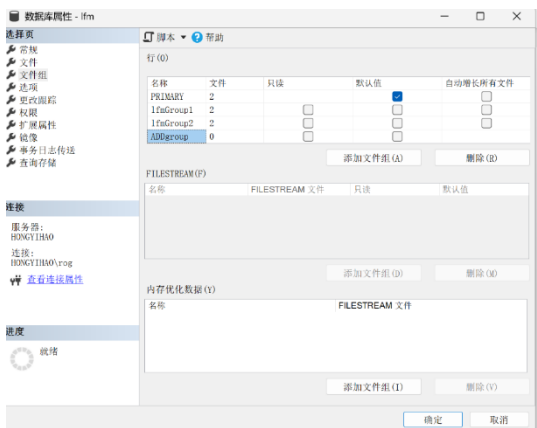 数据库属性 - lfm
选择页
常规
文件
文件组
选项
更改跟踪
权限
扩展属性
镜像
事务日志传送
查询存储
连接
服务器:
HONGYIHAO
连接:
HONGYIHAO\rog
查看连接属性
进度
就绪
脚本 帮助
行(O)
名称 文件 只读 默认值 自动增长所有文件
PRIMARY 2
lfmGroup1 2
lfmGroup2 2
ADDgroup 0
添加文件组(A) 删除(R)
FILESTREAM(F)
名称 FILESTREAM 文件 只读 默认值
添加文件组(D) 删除(M)
内存优化数据(Y)
名称 FILESTREAM 文件
添加文件组(I) 删除(V)
确定 取消